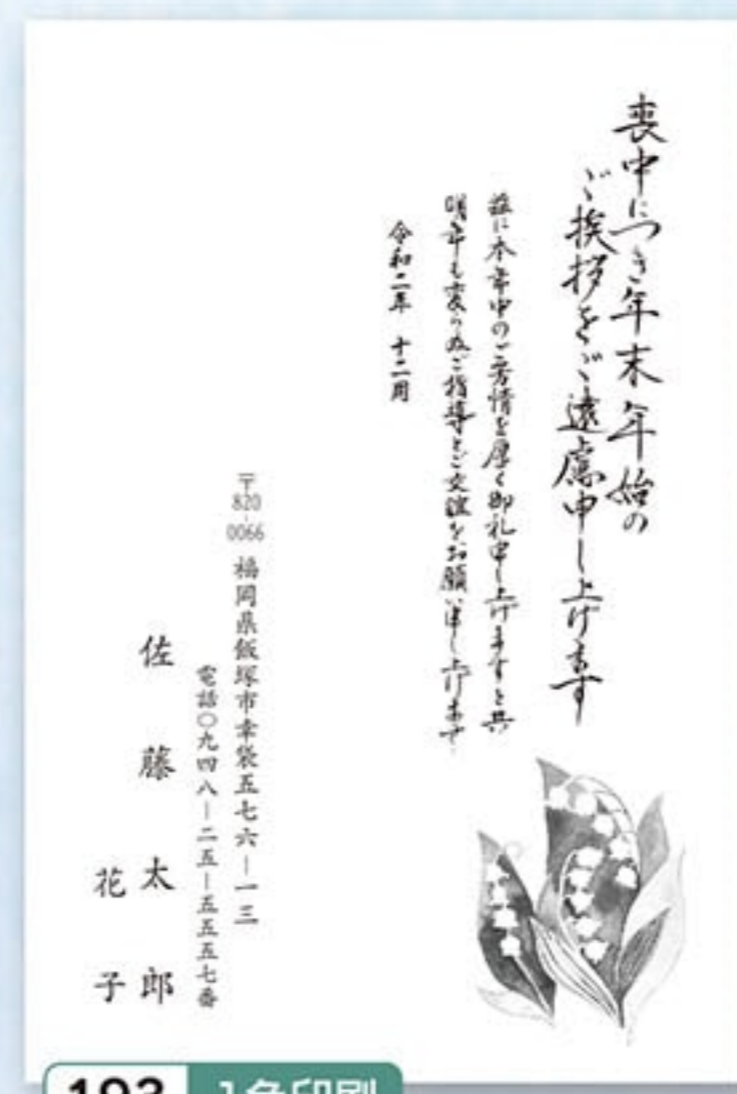 喪中につき年末年始の
ご挨拶をご遠慮申し上げます
茲に本年中のご芳情を厚く御礼申し上げますと共に
明年も変らぬご指導とご交誼をお願い申し上げます
令和二年 十二月
〒820-0066 福岡県飯塚市幸袋五七六―一三
電話〇九四八―二五―五五五七番
佐藤太郎
花子
193 1色印刷